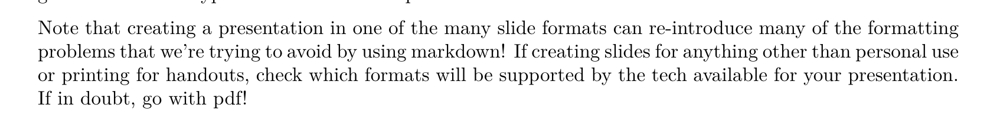 Note that creating a presentation in one of the many slide formats can re-introduce many of the formatting
problems that we're trying to avoid by using markdown! If creating slides for anything other than personal use
or printing for handouts, check which formats will be supported by the tech available for your presentation.
If in doubt, go with pdf!